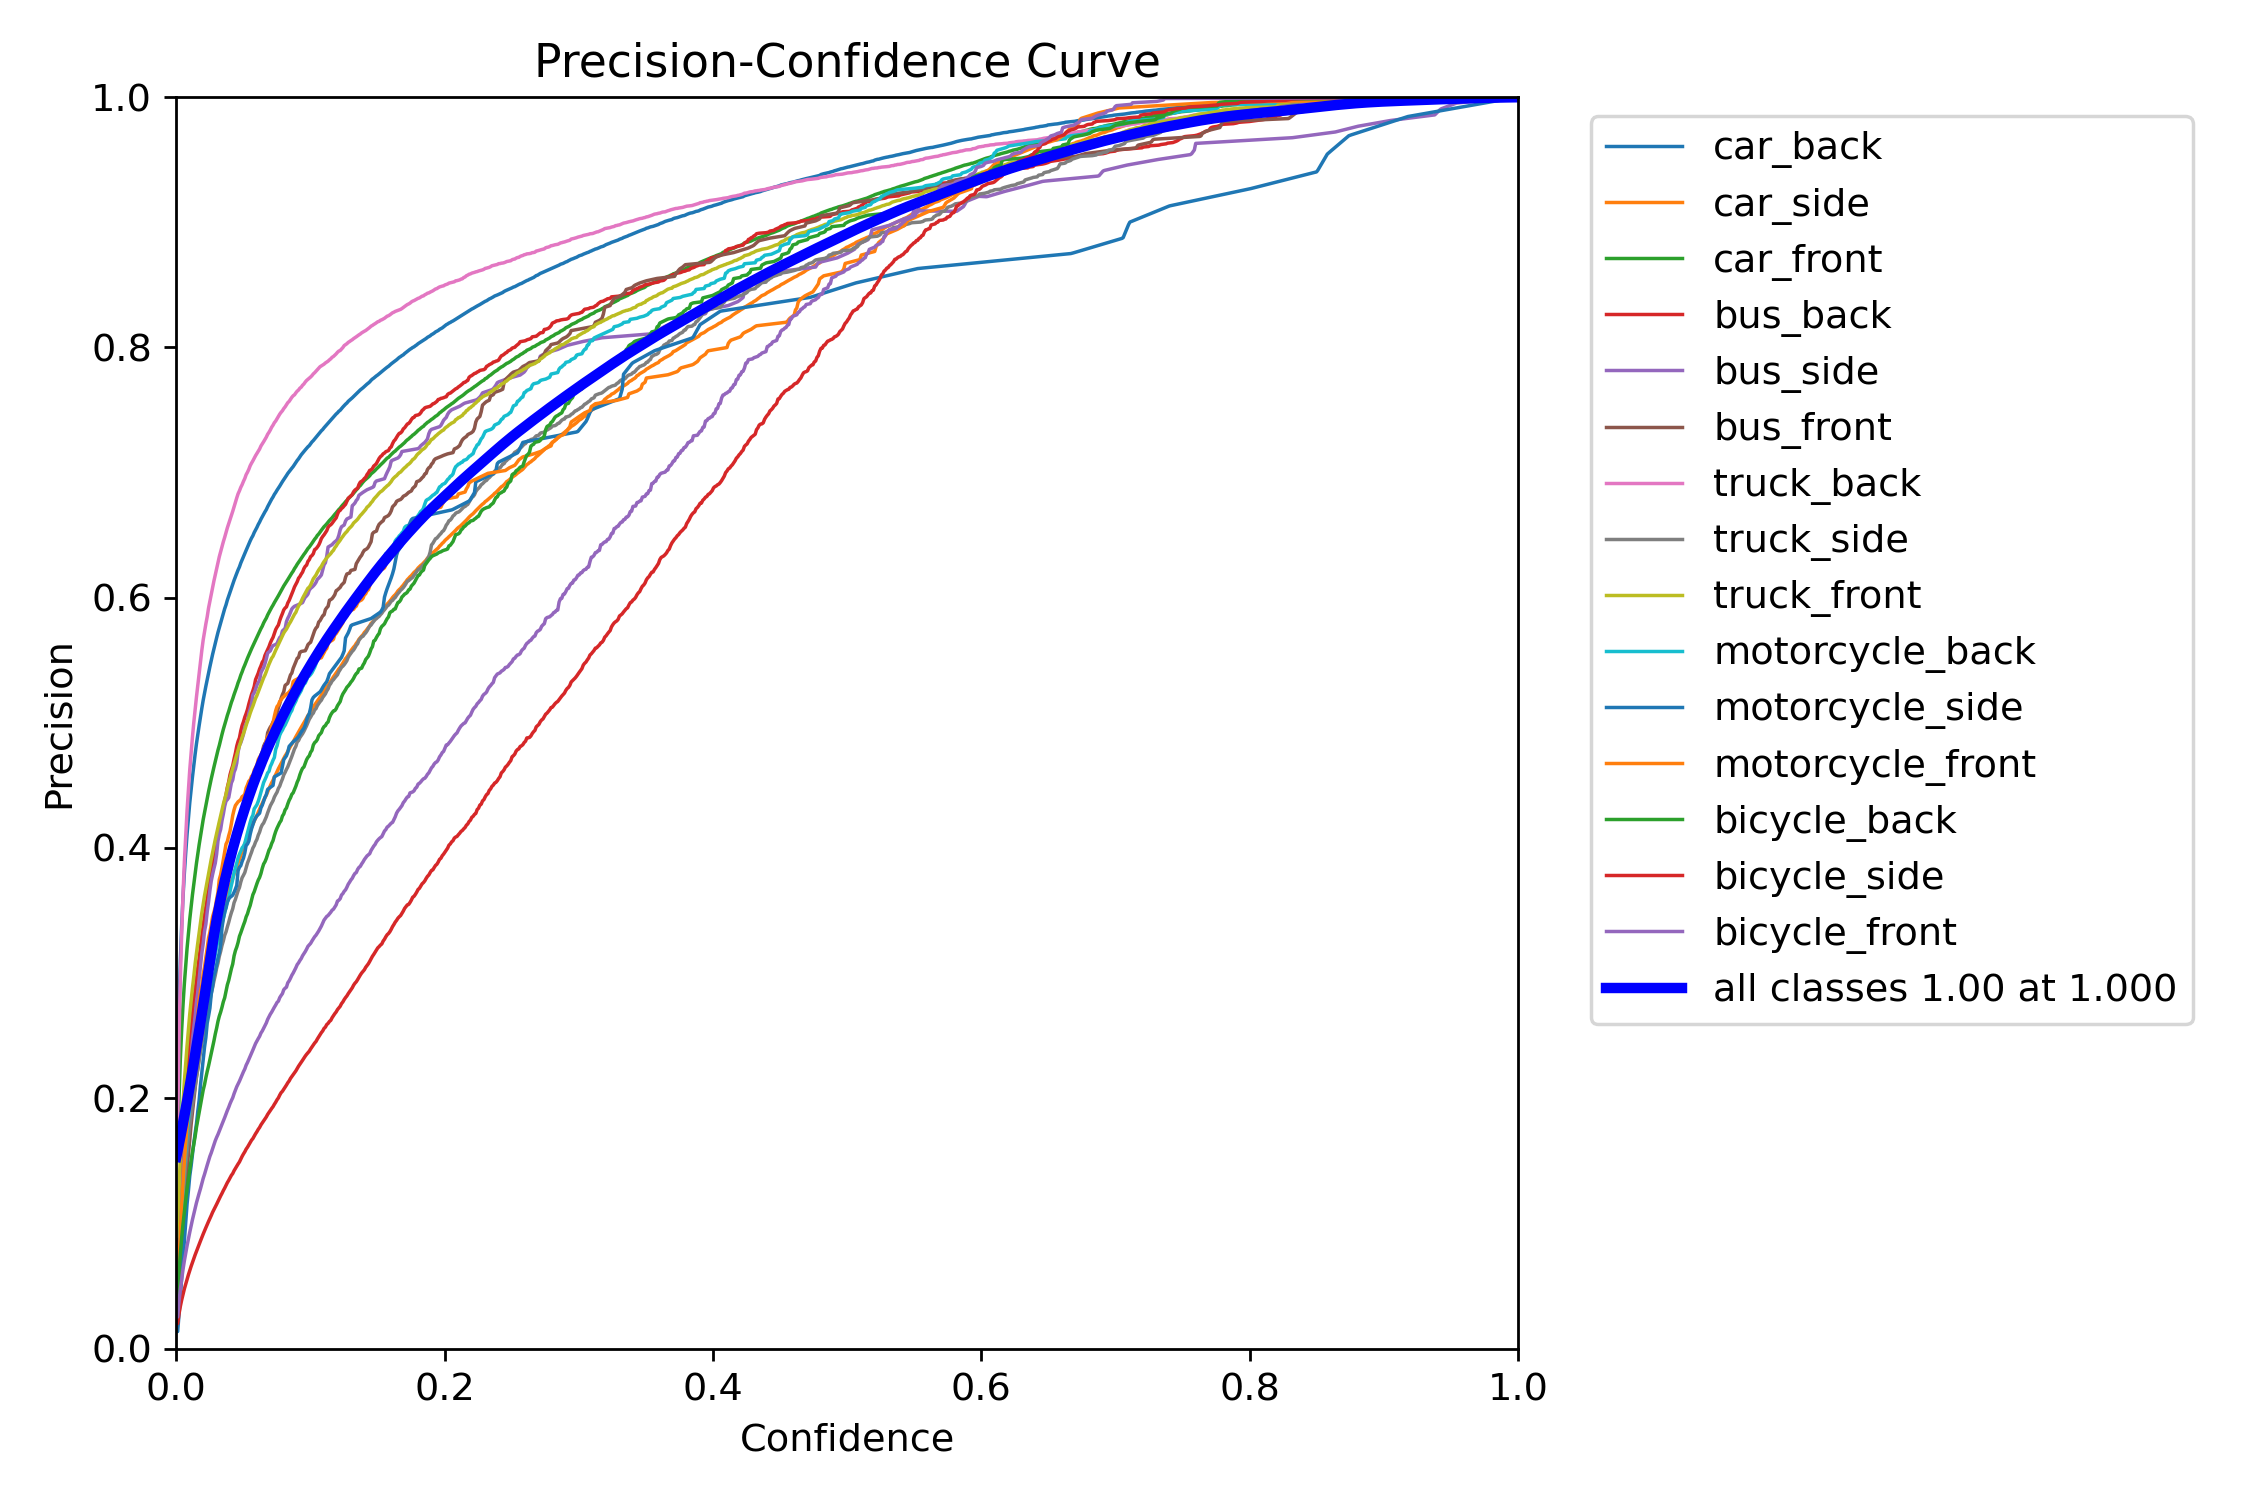 Precision-Confidence Curve
1.0
0.8
0.6
0.4
0.2
0.0
Precision
0.0 0.2 0.4 0.6 0.8 1.0
Confidence
car_back
car_side
car_front
bus_back
bus_side
bus_front
truck_back
truck_side
truck_front
motorcycle_back
motorcycle_side
motorcycle_front
bicycle_back
bicycle_side
bicycle_front
all classes 1.00 at 1.000